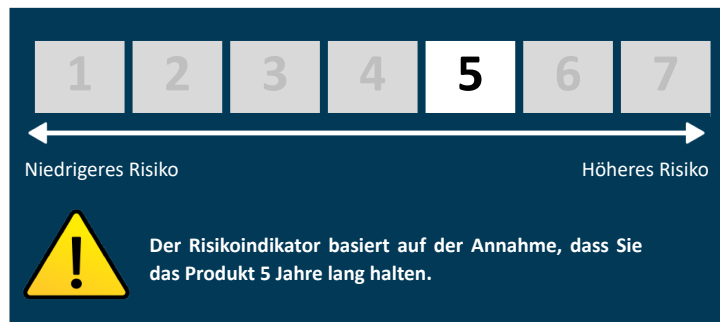 1 2 3 4 5 6 7
Niedrigeres Risiko Höheres Risiko
Der Risikoindikator basiert auf der Annahme, dass Sie
das Produkt 5 Jahre lang halten.